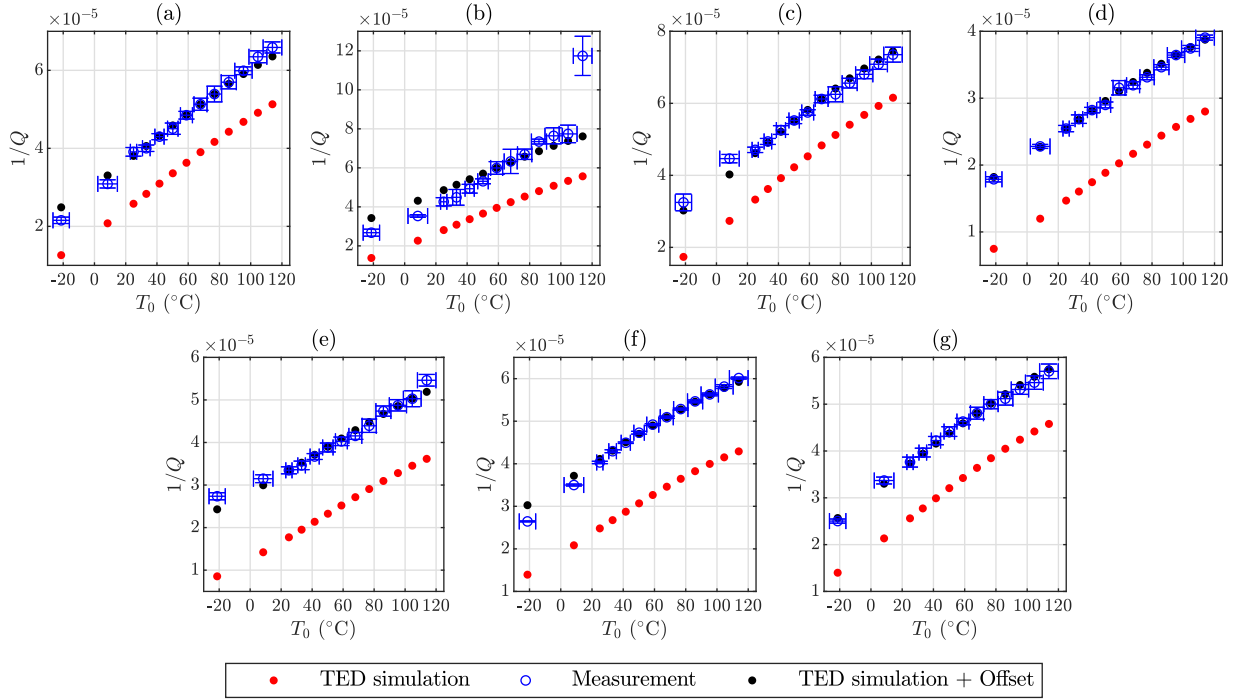 (a) (b) (c) (d)
×10⁻⁵ ×10⁻⁵ ×10⁻⁵ ×10⁻⁵
1/Q 6 4 2
1/Q 12 10 8 6 4 2
1/Q 8 6 4 2
1/Q 4 3 2 1
-20 0 20 40 60 80 100 120
-20 0 20 40 60 80 100 120
-20 0 20 40 60 80 100 120
-20 0 20 40 60 80 100 120
T₀ (°C) T₀ (°C) T₀ (°C) T₀ (°C)
(e) (f) (g)
×10⁻⁵ ×10⁻⁵ ×10⁻⁵
1/Q 6 5 4 3 2 1
1/Q 6 5 4 3 2 1
1/Q 6 5 4 3 2 1
-20 0 20 40 60 80 100 120
-20 0 20 40 60 80 100 120
-20 0 20 40 60 80 100 120
T₀ (°C) T₀ (°C) T₀ (°C)
TED simulation Measurement TED simulation + Offset